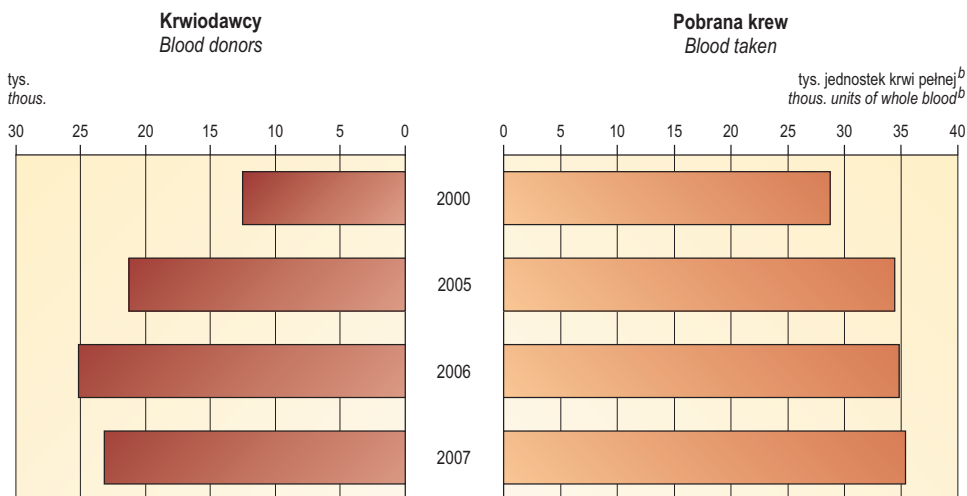 Krwiodawcy
Blood donors
tys.
thous.
30 25 20 15 10 5 0
Pobrana krew
Blood taken
tys. jednostek krwi pełnej b
thous. units of whole blood b
0 5 10 15 20 25 30 35 40
2000
2005
2006
2007